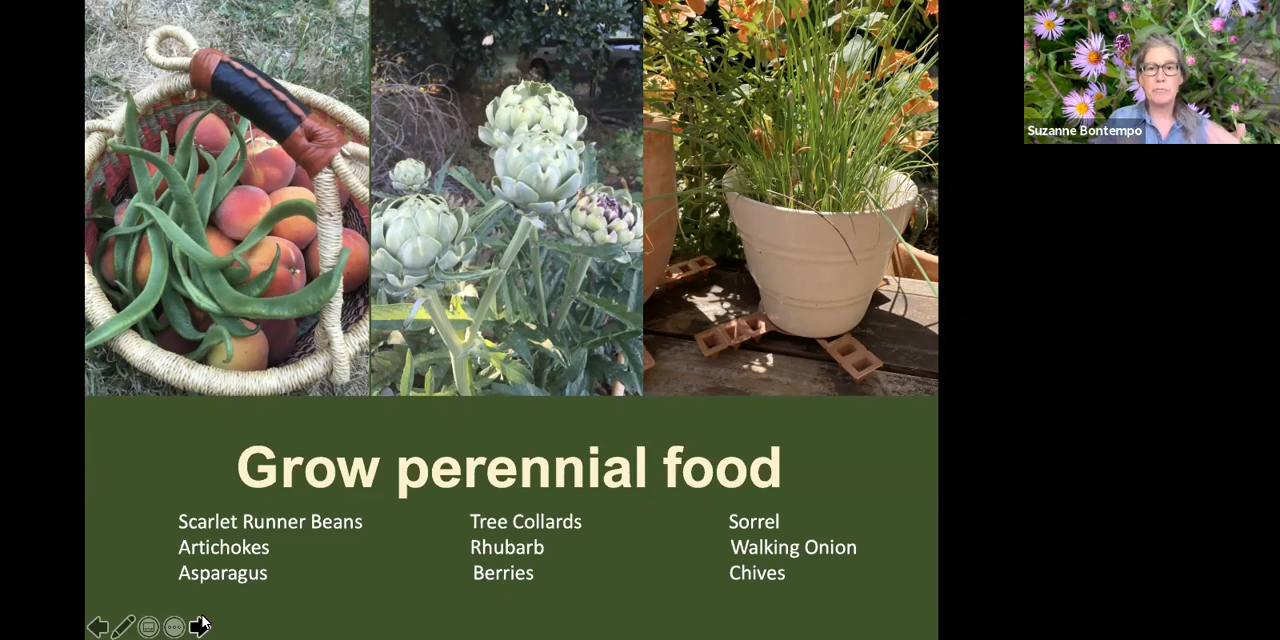 Suzanne Bontempo
Grow perennial food
Scarlet Runner Beans
Artichokes
Asparagus
Tree Collards
Rhubarb
Berries
Sorrel
Walking Onion
Chives